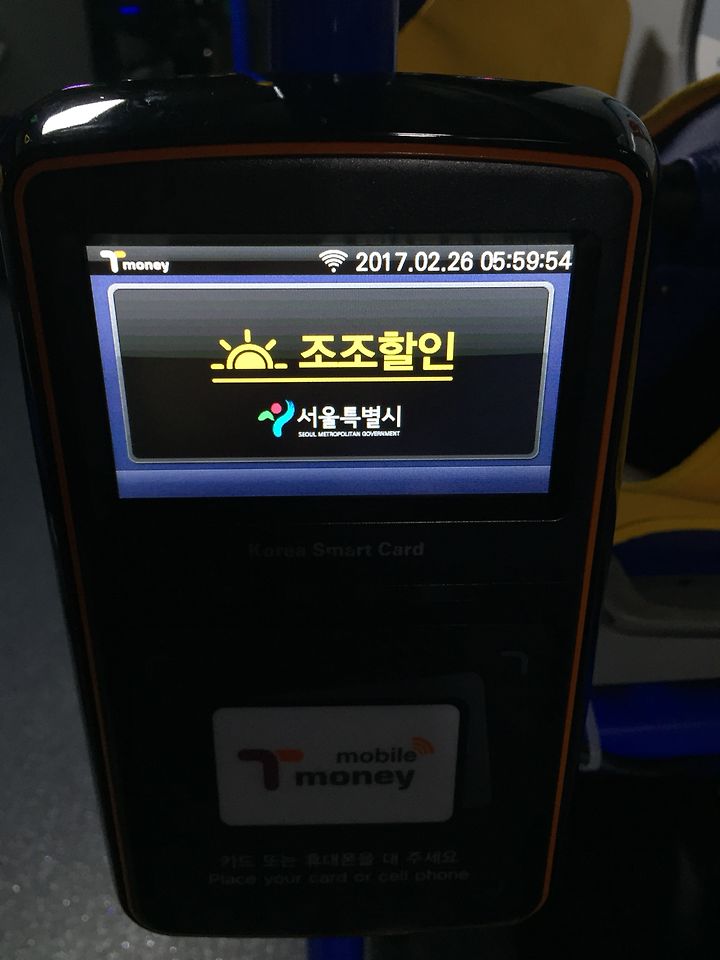 Tmoney 2017.02.26 05:59:54
조조할인
서울특별시
SEOUL METROPOLITAN GOVERNMENT
Korea Smart Card
mobile
Tmoney
카드 또는 휴대폰을 대 주세요
Place your card or cell phone